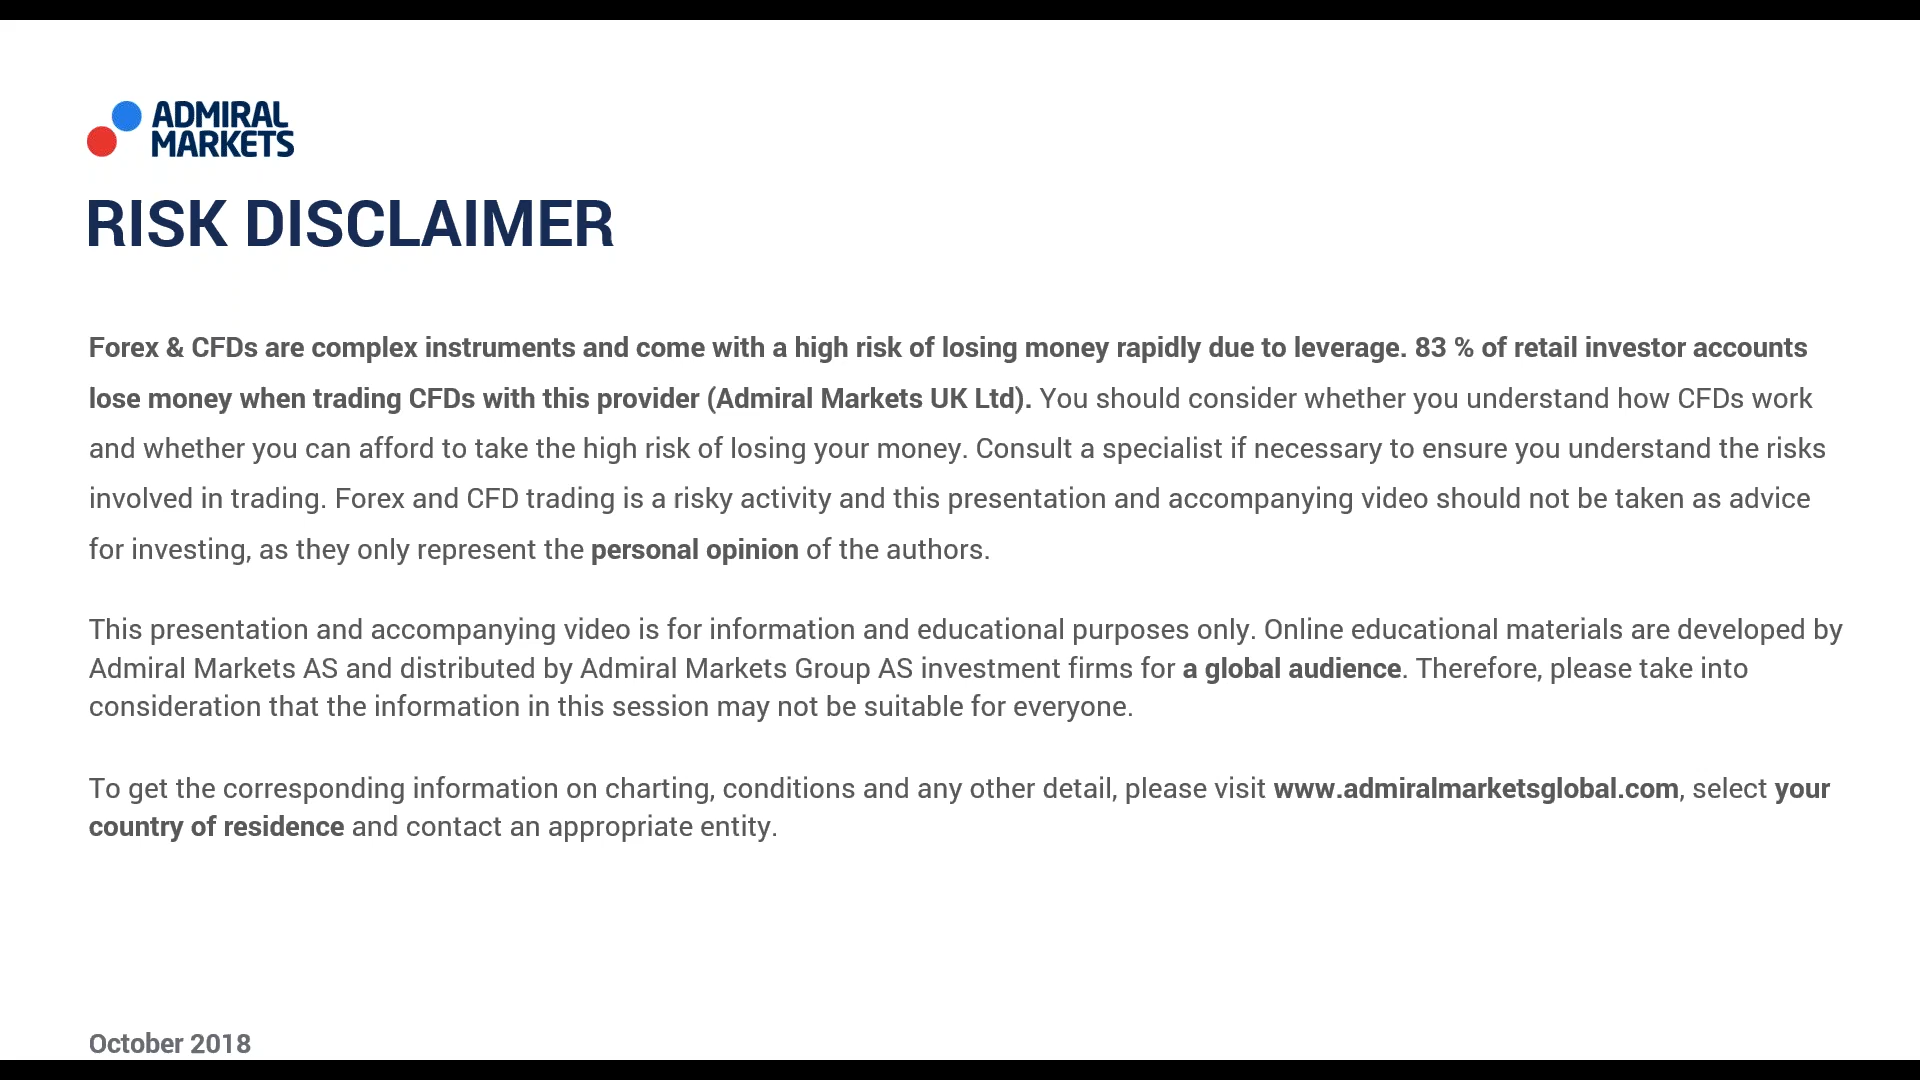 ADMIRAL
MARKETS
RISK DISCLAIMER
Forex & CFDs are complex instruments and come with a high risk of losing money rapidly due to leverage. 83 % of retail investor accounts
lose money when trading CFDs with this provider (Admiral Markets UK Ltd). You should consider whether you understand how CFDs work
and whether you can afford to take the high risk of losing your money. Consult a specialist if necessary to ensure you understand the risks
involved in trading. Forex and CFD trading is a risky activity and this presentation and accompanying video should not be taken as advice
for investing, as they only represent the personal opinion of the authors.
This presentation and accompanying video is for information and educational purposes only. Online educational materials are developed by
Admiral Markets AS and distributed by Admiral Markets Group AS investment firms for a global audience. Therefore, please take into
consideration that the information in this session may not be suitable for everyone.
To get the corresponding information on charting, conditions and any other detail, please visit www.admiralmarketsglobal.com, select your
country of residence and contact an appropriate entity.
October 2018